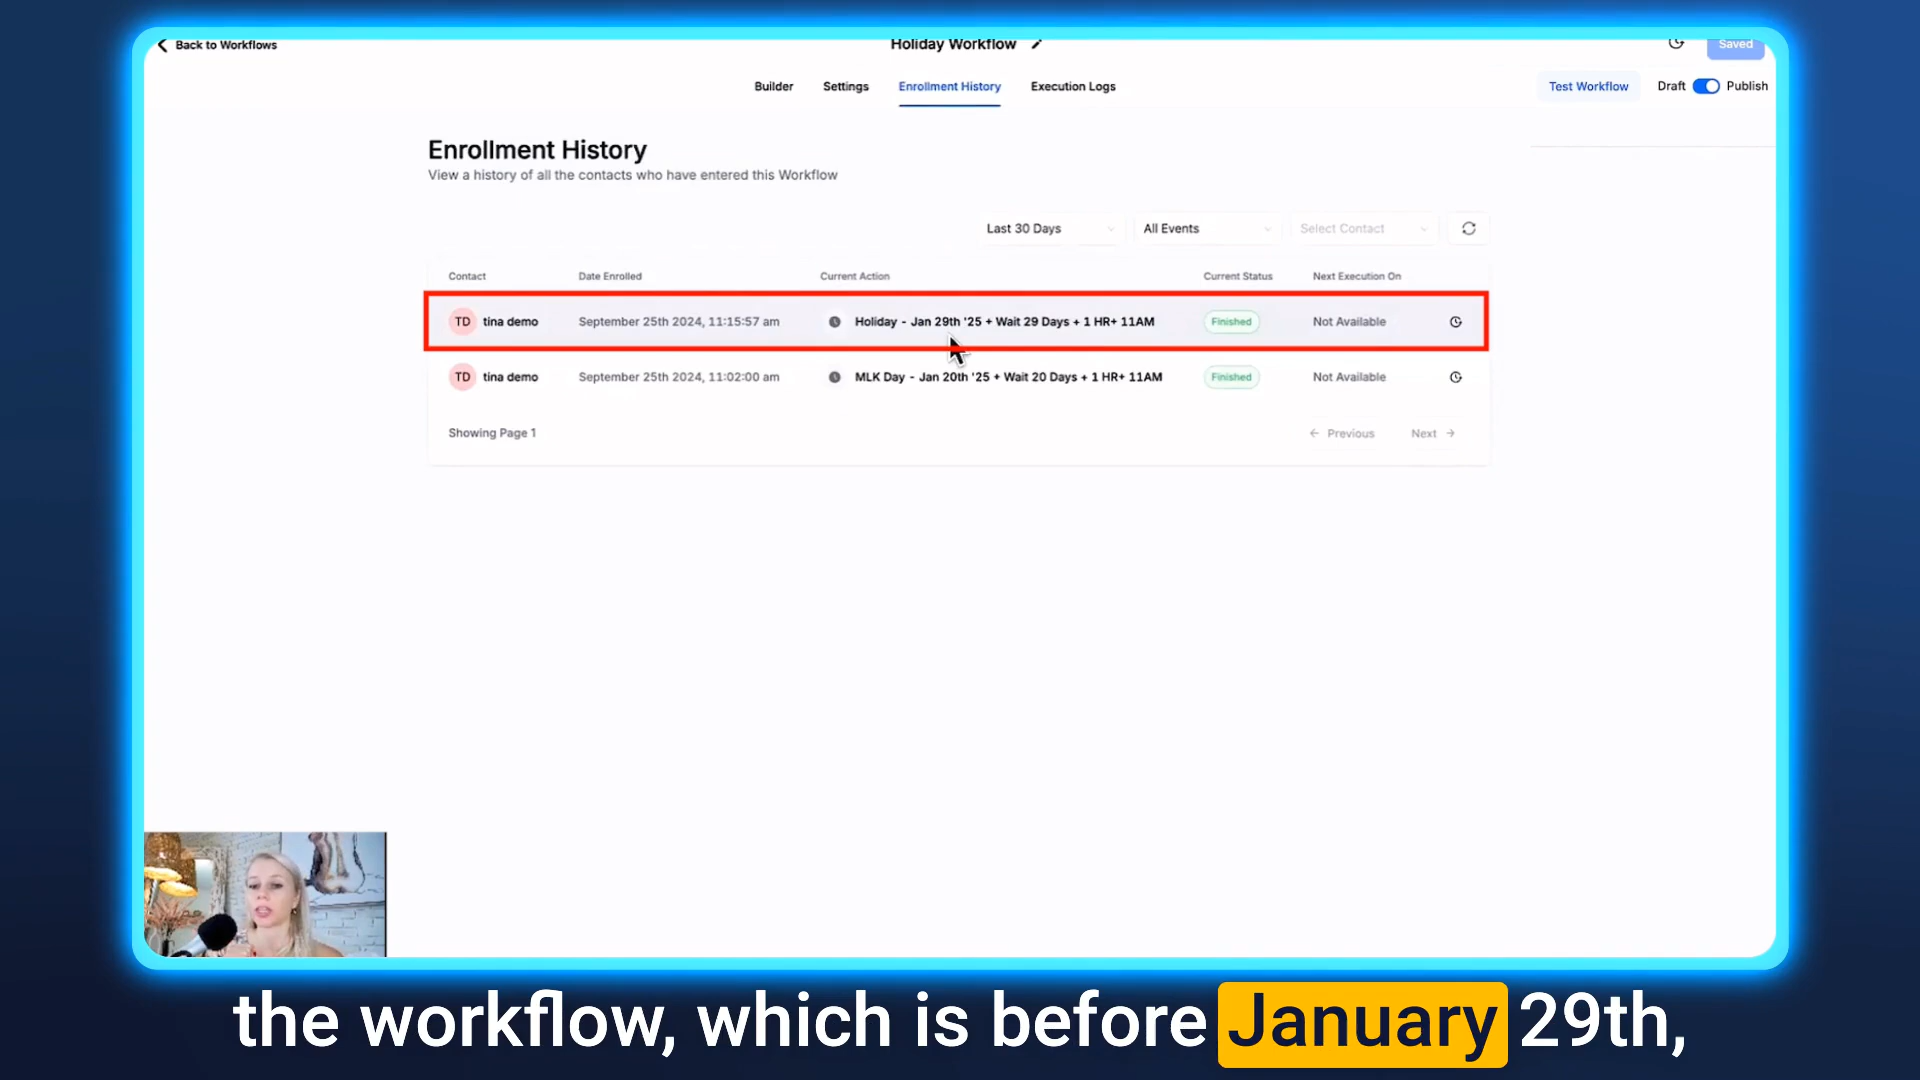 Back to Workflows
Holiday Workflow
Saved
Builder Settings Enrollment History Execution Logs
Test Workflow Draft Publish
Enrollment History
View a history of all the contacts who have entered this Workflow
Last 30 Days All Events Select Contact
Contact Date Enrolled Current Action Current Status Next Execution On
TD tina demo September 25th 2024, 11:15:57 am Holiday - Jan 29th '25 + Wait 29 Days + 1 HR+ 11AM Finished Not Available
TD tina demo September 25th 2024, 11:02:00 am MLK Day - Jan 20th '25 + Wait 20 Days + 1 HR+ 11AM Finished Not Available
Showing Page 1 ← Previous Next →
the workflow, which is before January 29th,